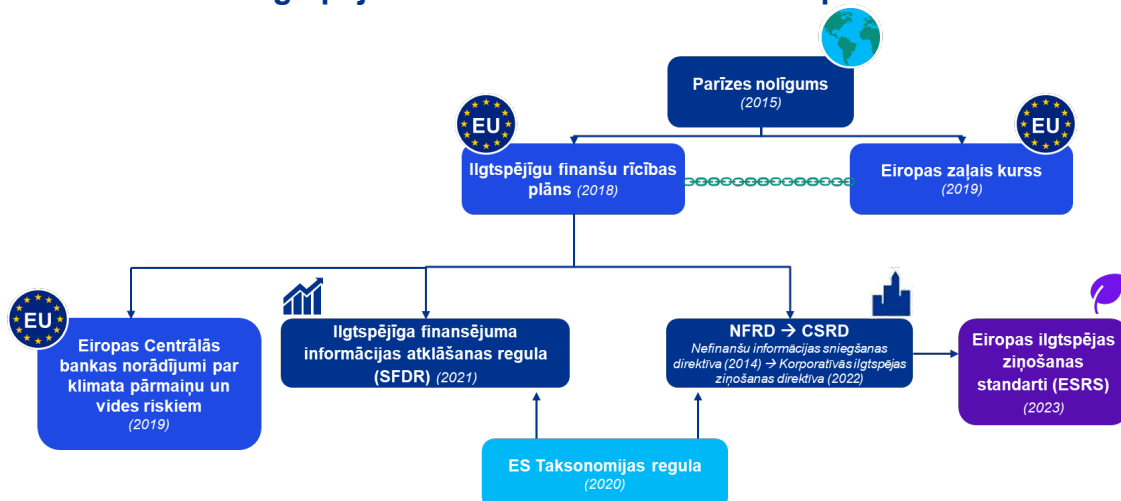 Parīzes nolīgums
(2015)
EU
EU
Ilgtspējīgu finanšu rīcības
plāns (2018)
Eiropas zaļais kurss
(2019)
EU
Eiropas Centrālās
bankas norādījumi par
klimata pārmaiņu un
vides riskiem
(2019)
Ilgtspējīga finansējuma
informācijas atklāšanas regula
(SFDR) (2021)
NFRD → CSRD
Nefinanšu informācijas sniegšanas
direktīva (2014) → Korporatīvās ilgtspējas
ziņošanas direktīva (2022)
Eiropas ilgtspējas
ziņošanas
standarti (ESRS)
(2023)
ES Taksonomijas regula
(2020)